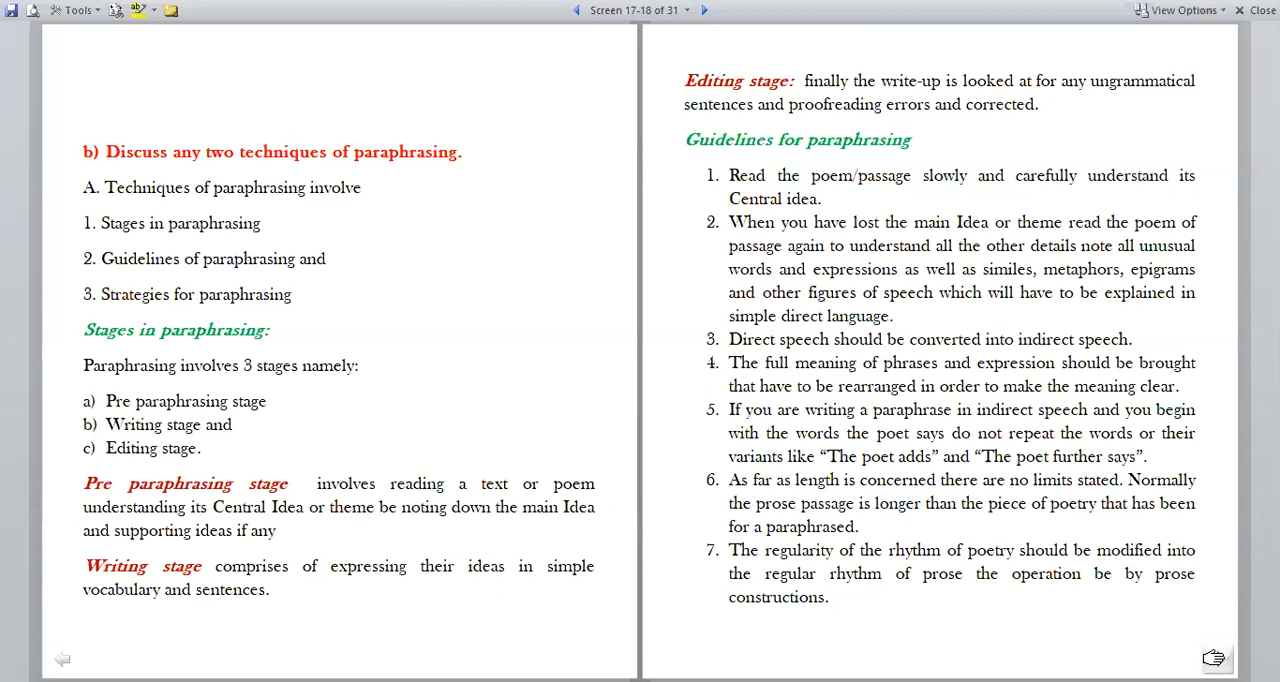 Tools
Screen 17-18 of 31
View Options
Close
b) Discuss any two techniques of paraphrasing.
A. Techniques of paraphrasing involve
1. Stages in paraphrasing
2. Guidelines of paraphrasing and
3. Strategies for paraphrasing
Stages in paraphrasing:
Paraphrasing involves 3 stages namely:
a) Pre paraphrasing stage
b) Writing stage and
c) Editing stage.
Pre paraphrasing stage involves reading a text or poem
understanding its Central Idea or theme be noting down the main Idea
and supporting ideas if any
Writing stage comprises of expressing their ideas in simple
vocabulary and sentences.
Editing stage: finally the write-up is looked at for any ungrammatical
sentences and proofreading errors and corrected.
Guidelines for paraphrasing
1. Read the poem/passage slowly and carefully understand its
Central idea.
2. When you have lost the main Idea or theme read the poem of
passage again to understand all the other details note all unusual
words and expressions as well as similes, metaphors, epigrams
and other figures of speech which will have to be explained in
simple direct language.
3. Direct speech should be converted into indirect speech.
4. The full meaning of phrases and expression should be brought
that have to be rearranged in order to make the meaning clear.
5. If you are writing a paraphrase in indirect speech and you begin
with the words the poet says do not repeat the words or their
variants like “The poet adds” and “The poet further says”.
6. As far as length is concerned there are no limits stated. Normally
the prose passage is longer than the piece of poetry that has been
for a paraphrased.
7. The regularity of the rhythm of poetry should be modified into
the regular rhythm of prose the operation be by prose
constructions.